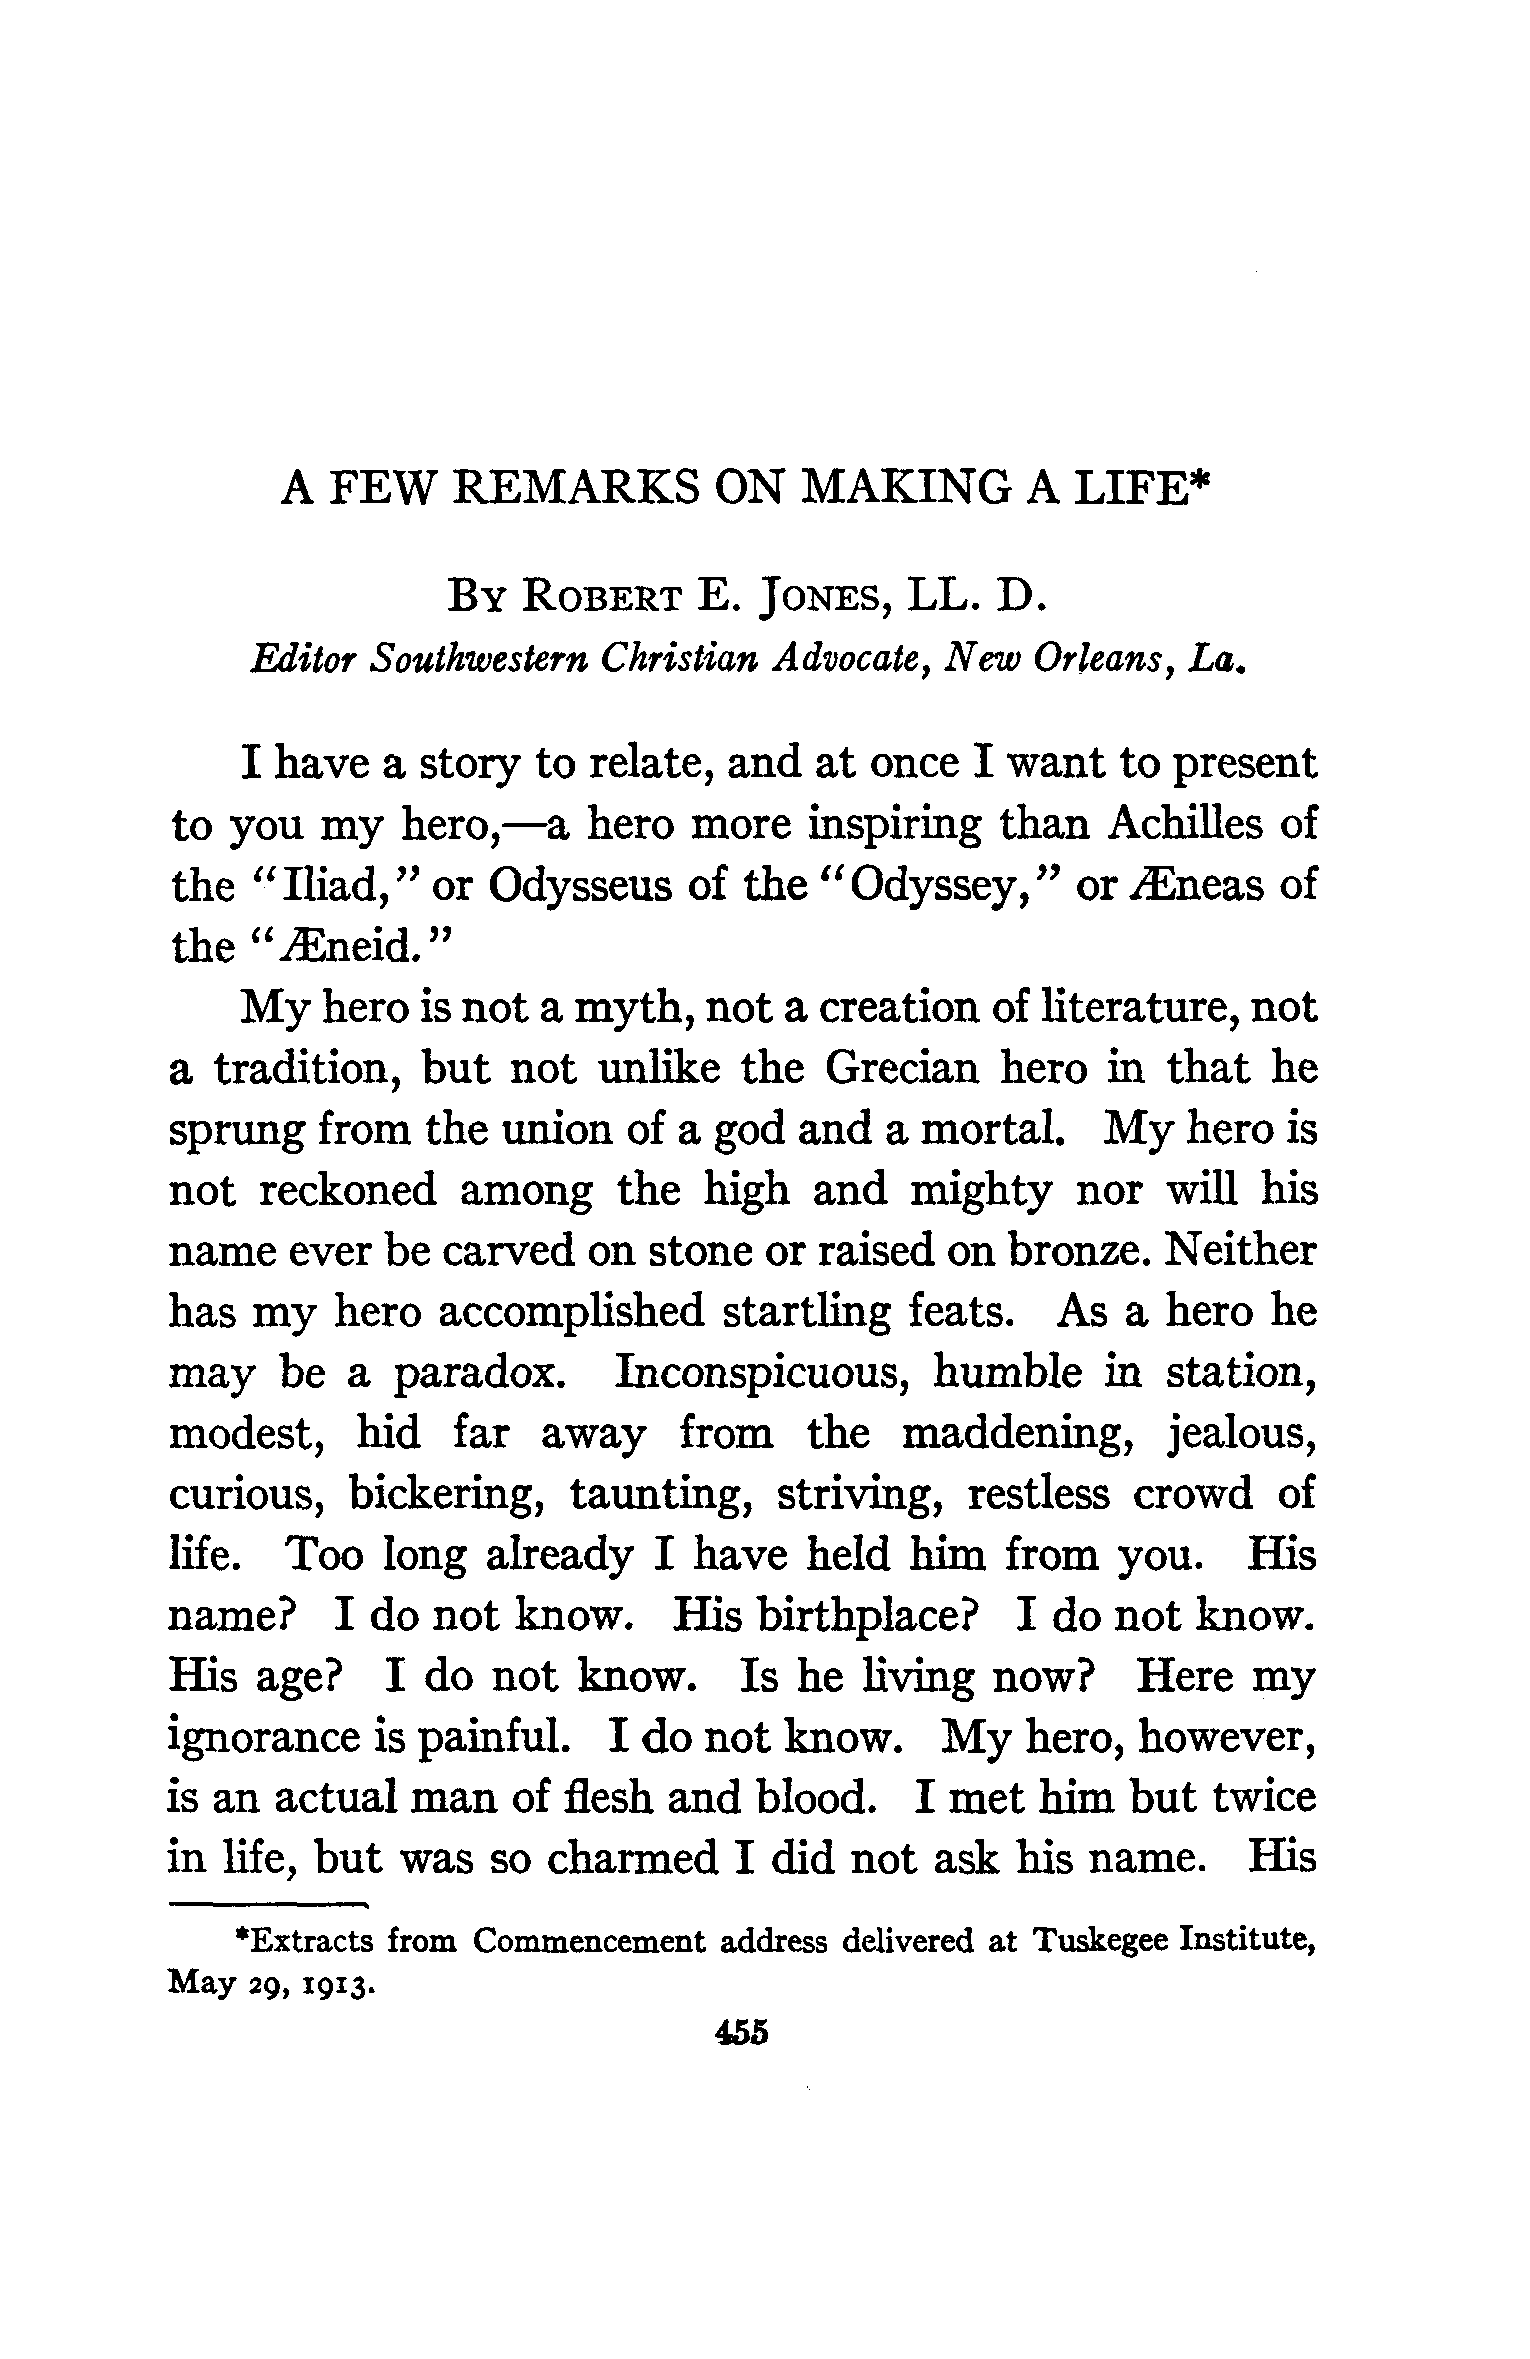 A FEW REMARKS ON MAKING A LIFE*
By Robert E. Jones, LL. D.
Editor Southwestern Christian Advocate, New Orleans, La.
I have a story to relate, and at once I want to present
to you my hero,—a hero more inspiring than Achilles of
the "Iliad," or Odysseus of the "Odyssey," or Æneas of
the "Æneid."
My hero is not a myth, not a creation of literature, not
a tradition, but not unlike the Grecian hero in that he
sprung from the union of a god and a mortal. My hero is
not reckoned among the high and mighty nor will his
name ever be carved on stone or raised on bronze. Neither
has my hero accomplished startling feats. As a hero he
may be a paradox. Inconspicuous, humble in station,
modest, hid far away from the maddening, jealous,
curious, bickering, taunting, striving, restless crowd of
life. Too long already I have held him from you. His
name? I do not know. His birthplace? I do not know.
His age? I do not know. Is he living now? Here my
ignorance is painful. I do not know. My hero, however,
is an actual man of flesh and blood. I met him but twice
in life, but was so charmed I did not ask his name. His
*Extracts from Commencement address delivered at Tuskegee Institute,
May 29, 1913.
455